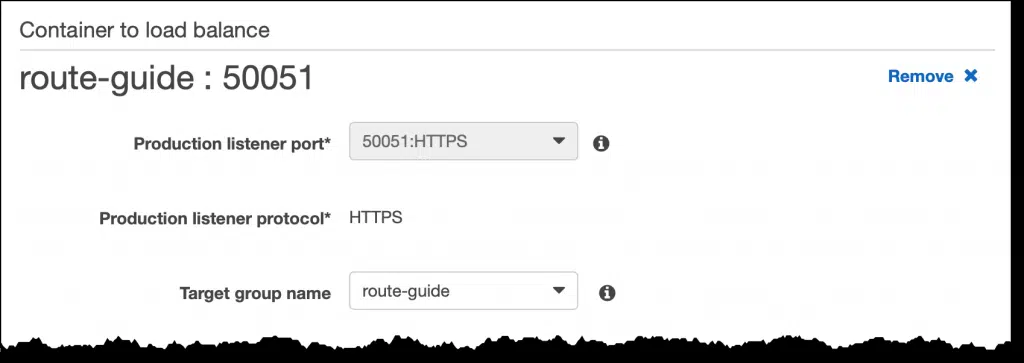 Container to load balance
route-guide : 50051
Remove ✖
Production listener port* 50051:HTTPS
Production listener protocol* HTTPS
Target group name route-guide